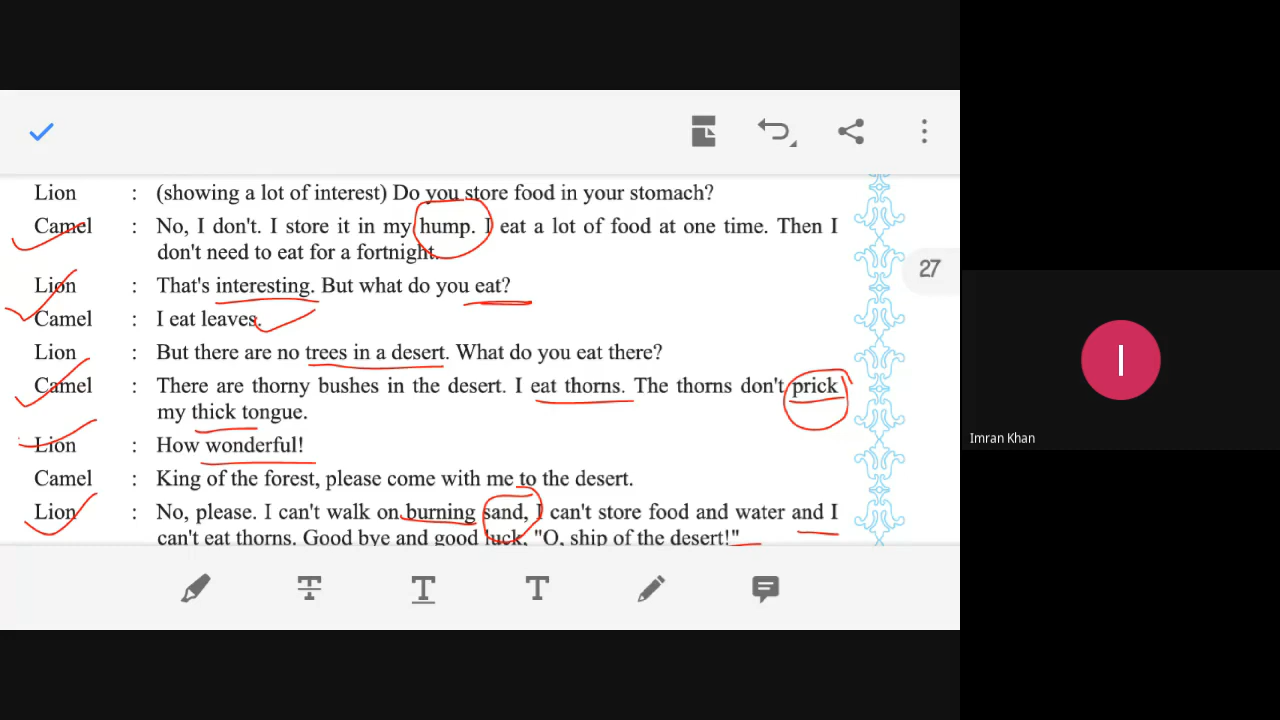 Lion : (showing a lot of interest) Do you store food in your stomach?
Camel : No, I don't. I store it in my hump. I eat a lot of food at one time. Then I
don't need to eat for a fortnight.
27
Lion : That's interesting. But what do you eat?
Camel : I eat leaves.
Lion : But there are no trees in a desert. What do you eat there?
Camel : There are thorny bushes in the desert. I eat thorns. The thorns don't prick
my thick tongue.
Lion : How wonderful!
Camel : King of the forest, please come with me to the desert.
Lion : No, please. I can't walk on burning sand, I can't store food and water and I
can't eat thorns. Good bye and good luck, "O, ship of the desert!"
T T T
I
Imran Khan